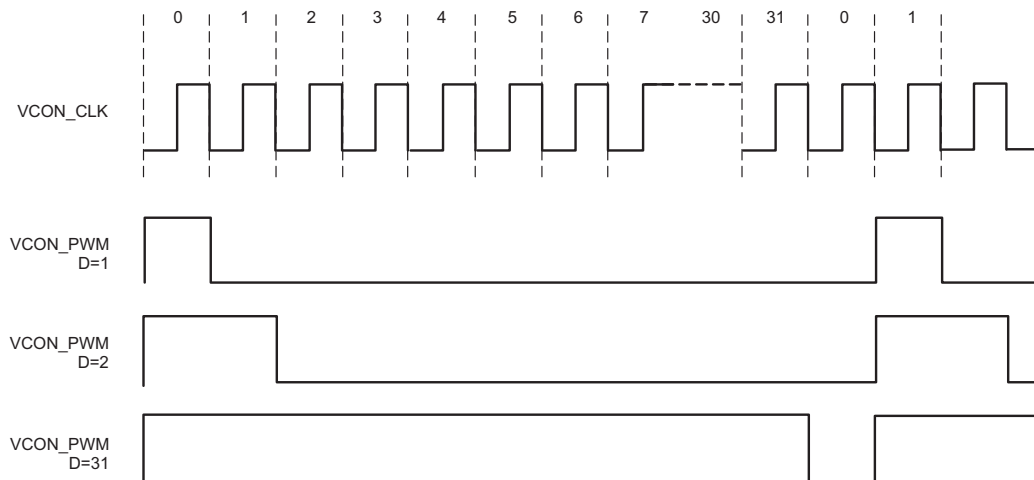 0 1 2 3 4 5 6 7 30 31 0 1
VCON_CLK
VCON_PWM
D=1
VCON_PWM
D=2
VCON_PWM
D=31